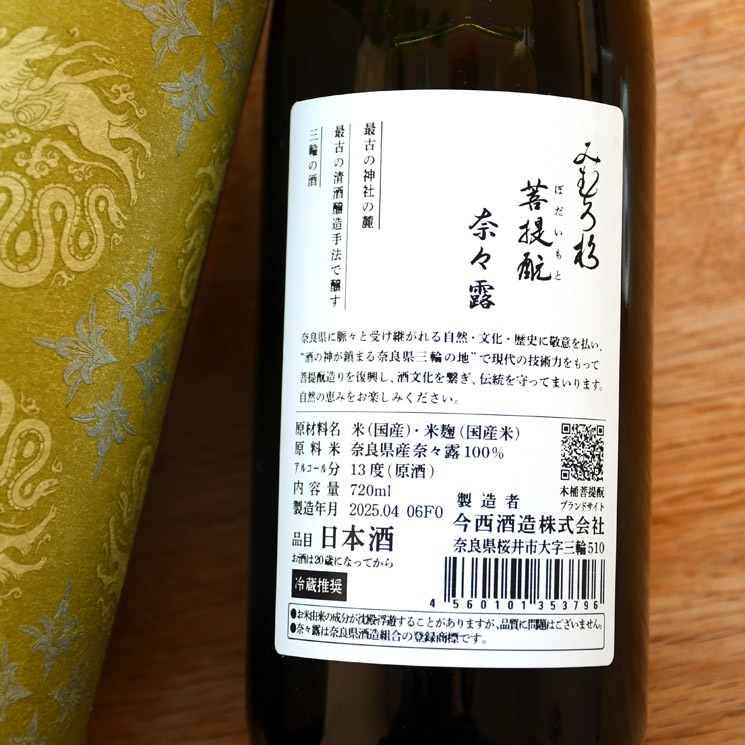 みむろ杉
菩提酛
ぼだいもと
奈々露
最古の神社の麓
最古の清酒醸造手法で醸す
三輪の酒
奈良県に脈々と受け継がれる自然・文化・歴史に敬意を払い、
"酒の神が鎮まる奈良県三輪の地"で現代の技術力をもって
菩提酛造りを復興し、酒文化を繋ぎ、伝統を守ってまいります。
自然の恵みをお楽しみください。
原材料名 米(国産)・米麹(国産米)
原料米 奈良県産奈々露100%
アルコール分 13度(原酒)
内容量 720ml
製造年月 2025.04 06F0
品目 日本酒
お酒は20歳になってから
冷蔵推奨
木桶菩提酛
ブランドサイト
製造者
今西酒造株式会社
奈良県桜井市大字三輪510
4 560101 353796
●お米由来の成分が沈殿・浮遊することがありますが、品質に問題はございません。
●奈々露は奈良県酒造組合の登録商標です。